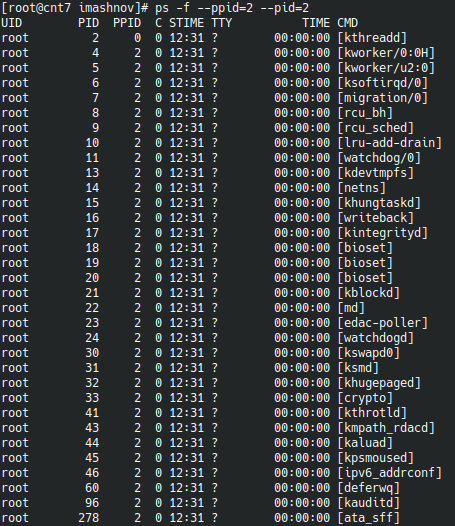 [root@cnt7 imashnov]# ps -f --ppid=2 --pid=2
UID        PID  PPID  C STIME TTY          TIME CMD
root         2     0  0 12:31 ?        00:00:00 [kthreadd]
root         4     2  0 12:31 ?        00:00:00 [kworker/0:0H]
root         5     2  0 12:31 ?        00:00:00 [kworker/u2:0]
root         6     2  0 12:31 ?        00:00:00 [ksoftirqd/0]
root         7     2  0 12:31 ?        00:00:00 [migration/0]
root         8     2  0 12:31 ?        00:00:00 [rcu_bh]
root         9     2  0 12:31 ?        00:00:00 [rcu_sched]
root        10     2  0 12:31 ?        00:00:00 [lru-add-drain]
root        11     2  0 12:31 ?        00:00:00 [watchdog/0]
root        13     2  0 12:31 ?        00:00:00 [kdevtmpfs]
root        14     2  0 12:31 ?        00:00:00 [netns]
root        15     2  0 12:31 ?        00:00:00 [khungtaskd]
root        16     2  0 12:31 ?        00:00:00 [writeback]
root        17     2  0 12:31 ?        00:00:00 [kintegrityd]
root        18     2  0 12:31 ?        00:00:00 [bioset]
root        19     2  0 12:31 ?        00:00:00 [bioset]
root        20     2  0 12:31 ?        00:00:00 [bioset]
root        21     2  0 12:31 ?        00:00:00 [kblockd]
root        22     2  0 12:31 ?        00:00:00 [md]
root        23     2  0 12:31 ?        00:00:00 [edac-poller]
root        24     2  0 12:31 ?        00:00:00 [watchdogd]
root        30     2  0 12:31 ?        00:00:00 [kswapd0]
root        31     2  0 12:31 ?        00:00:00 [ksmd]
root        32     2  0 12:31 ?        00:00:00 [khugepaged]
root        33     2  0 12:31 ?        00:00:00 [crypto]
root        41     2  0 12:31 ?        00:00:00 [kthrotld]
root        43     2  0 12:31 ?        00:00:00 [kmpath_rdacd]
root        44     2  0 12:31 ?        00:00:00 [kaluad]
root        45     2  0 12:31 ?        00:00:00 [kpsmoused]
root        46     2  0 12:31 ?        00:00:00 [ipv6_addrconf]
root        60     2  0 12:31 ?        00:00:00 [deferwq]
root        96     2  0 12:31 ?        00:00:00 [kauditd]
root       278     2  0 12:31 ?        00:00:00 [ata_sff]